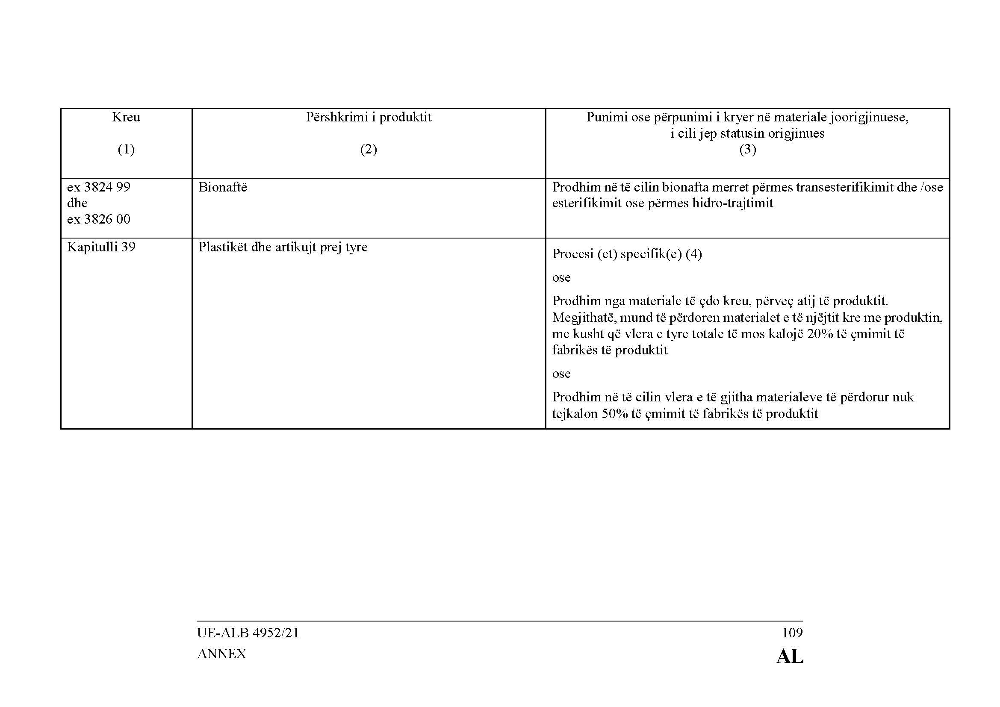 Kreu
(1)
Përshkrimi i produktit
(2)
Punimi ose përpunimi i kryer në materiale joorigjinuese,
i cili jep statusin origjinues
(3)
ex 3824 99
dhe
ex 3826 00
Bionaftë
Prodhim në të cilin bionafta merret përmes transesterifikimit dhe /ose
esterifikimit ose përmes hidro-trajtimit
Kapitulli 39
Plastikët dhe artikujt prej tyre
Procesi (et) specifik(e) (4)
ose
Prodhim nga materiale të çdo kreu, përveç atij të produktit.
Megjithatë, mund të përdoren materialet e të njëjtit kre me produktin,
me kusht që vlera e tyre totale të mos kalojë 20% të çmimit të
fabrikës të produktit
ose
Prodhim në të cilin vlera e të gjitha materialeve të përdorur nuk
tejkalon 50% të çmimit të fabrikës të produktit
UE-ALB 4952/21
109
ANNEX
AL